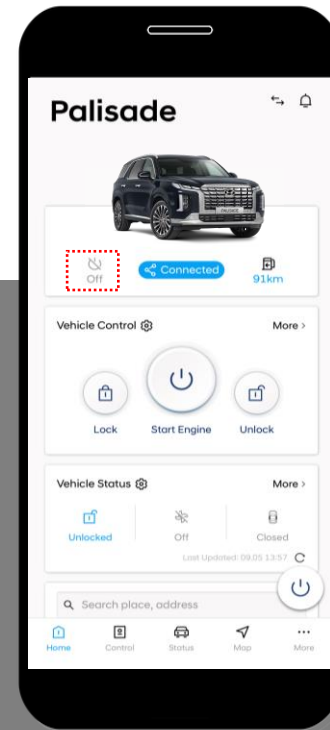 Palisade
Off
Connected
91km
Vehicle Control
More >
Lock
Start Engine
Unlock
Vehicle Status
More >
Unlocked
Off
Closed
Last Updated: 09.05 13:57
Search place, address
Home
Control
Status
Map
More